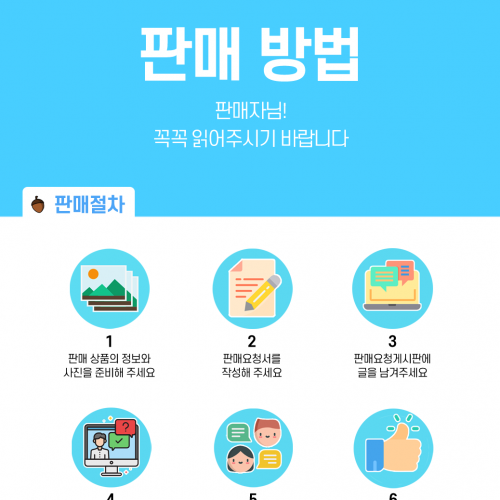 판매 방법
판매자님!
꼭꼭 읽어주시기 바랍니다
판매절차
1
판매 상품의 정보와
사진을 준비해 주세요
2
판매요청서를
작성해 주세요
3
판매요청게시판에
글을 남겨주세요
4
5
6